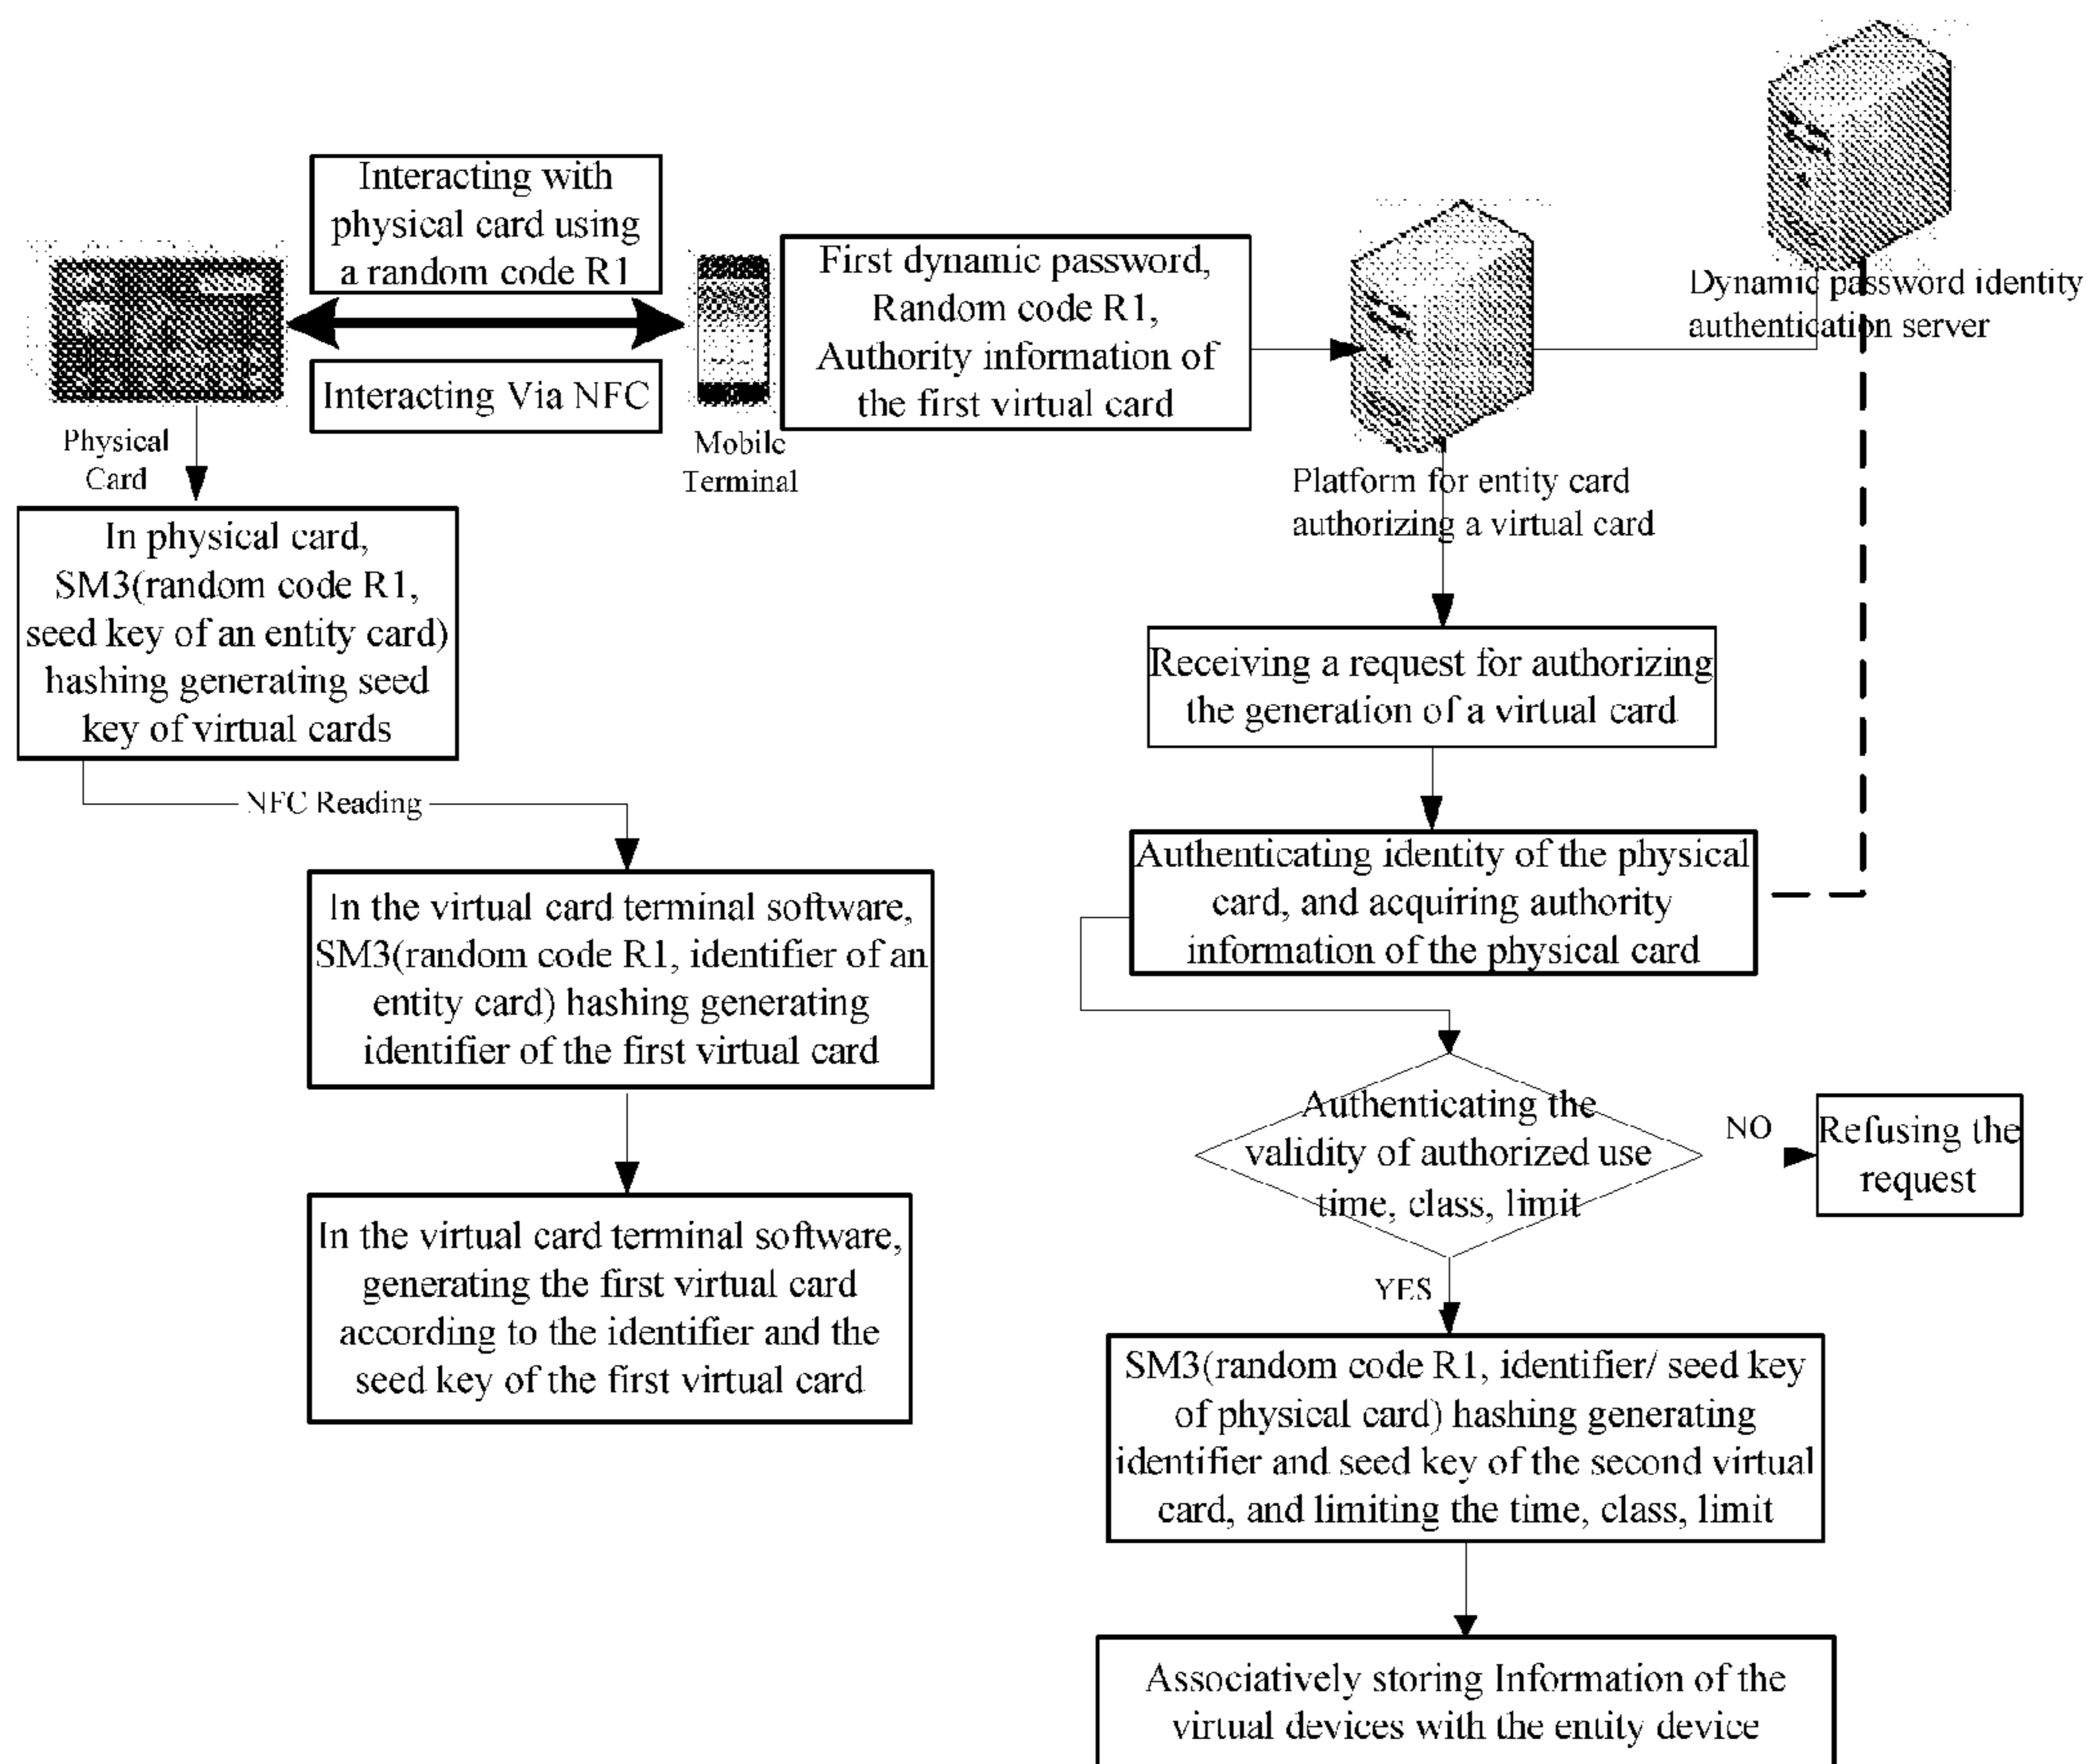 Interacting with
physical card using
a random code R1
Interacting Via NFC
Physical
Card
Mobile
Terminal
First dynamic password,
Random code R1,
Authority information of
the first virtual card
Dynamic password identity
authentication server
Platform for entity card
authorizing a virtual card
In physical card,
SM3(random code R1,
seed key of an entity card)
hashing generating seed
key of virtual cards
NFC Reading
In the virtual card terminal software,
SM3(random code R1, identifier of an
entity card) hashing generating
identifier of the first virtual card
In the virtual card terminal software,
generating the first virtual card
according to the identifier and the
seed key of the first virtual card
Receiving a request for authorizing
the generation of a virtual card
Authenticating identity of the physical
card, and acquiring authority
information of the physical card
Authenticating the
validity of authorized use
time, class, limit
NO
Refusing the
request
YES
SM3(random code R1, identifier/ seed key
of physical card) hashing generating
identifier and seed key of the second virtual
card, and limiting the time, class, limit
Associatively storing Information of the
virtual devices with the entity device